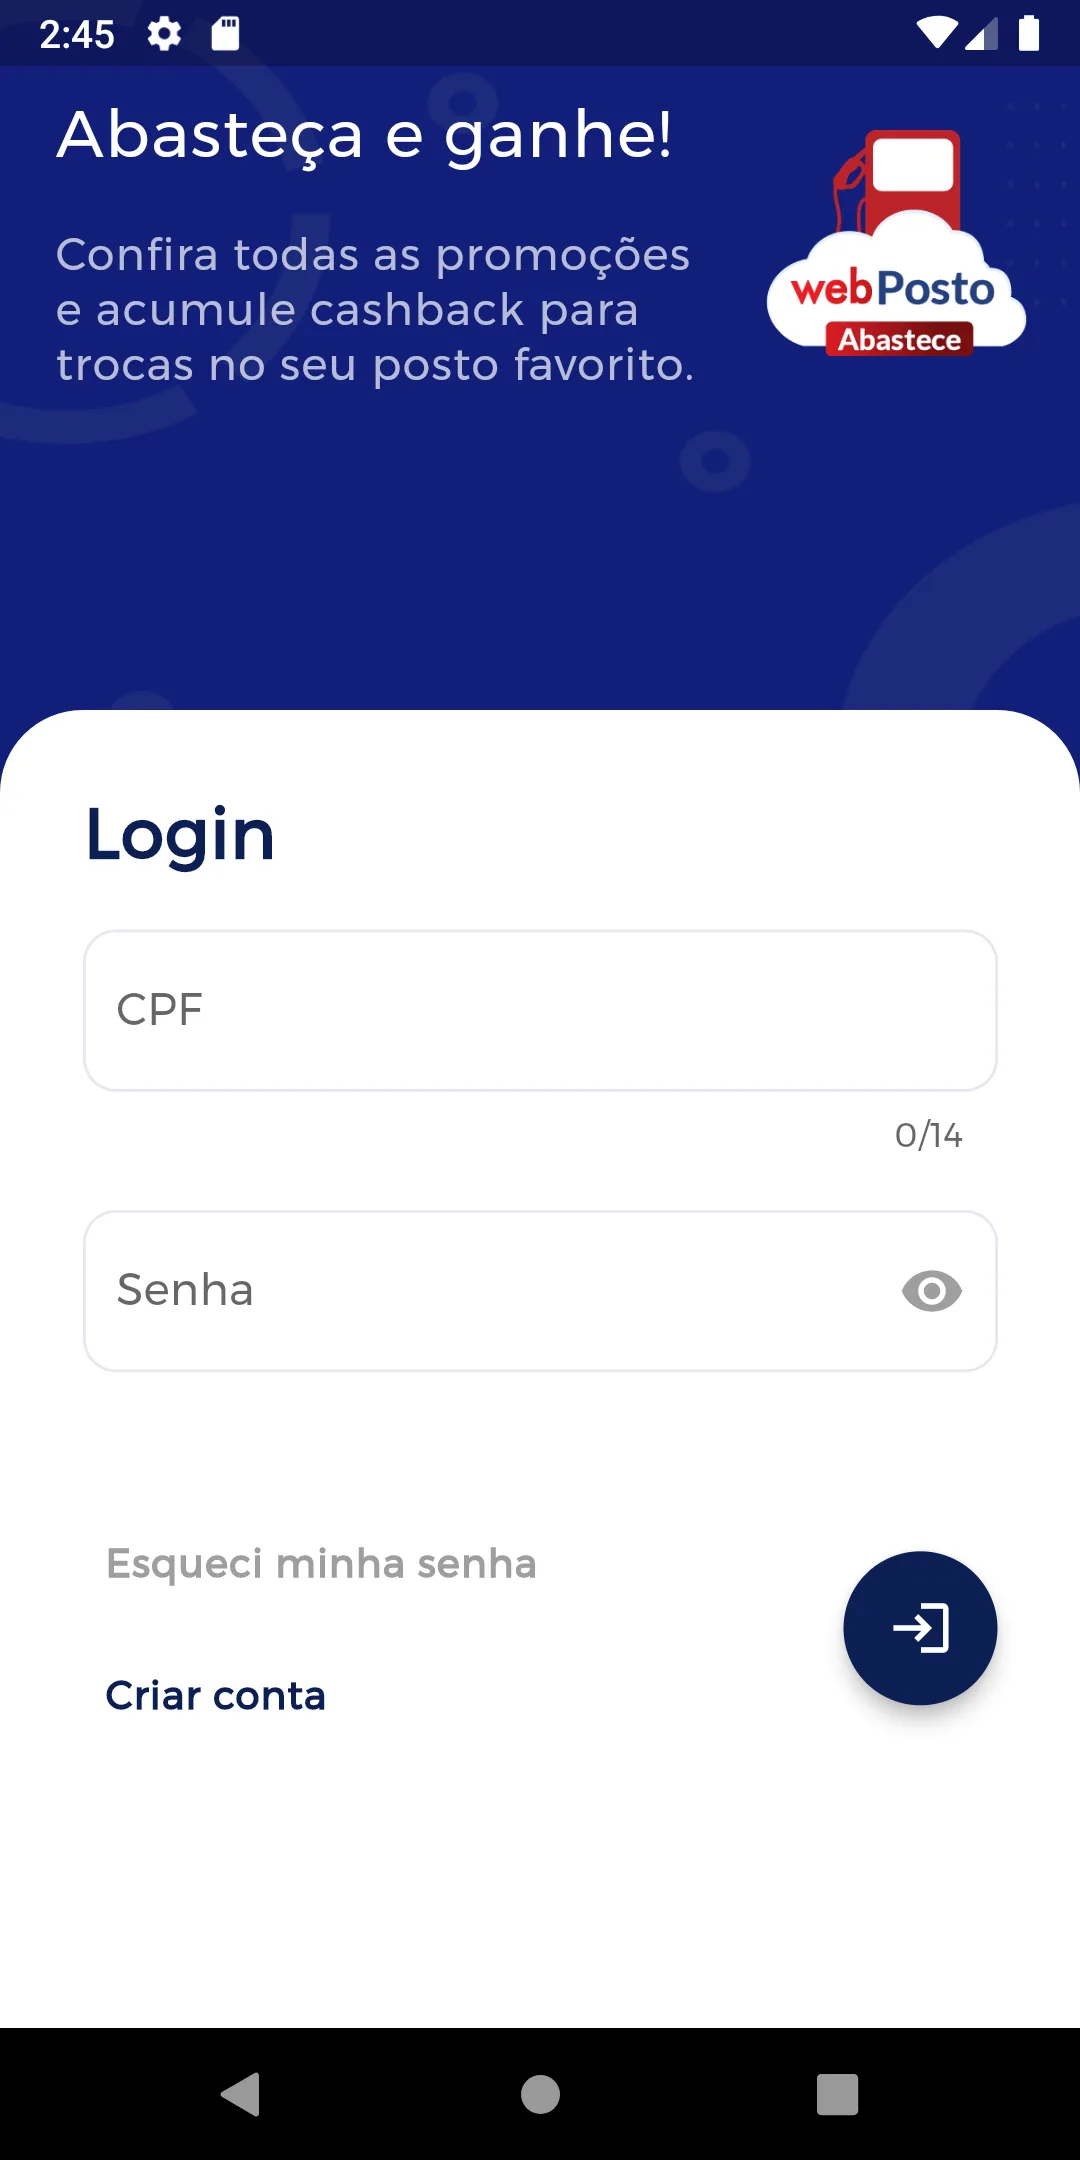 2:45
Abasteça e ganhe!
Confira todas as promoções
e acumule cashback para
trocas no seu posto favorito.
webPosto
Abastece
Login
CPF
0/14
Senha
Esqueci minha senha
Criar conta